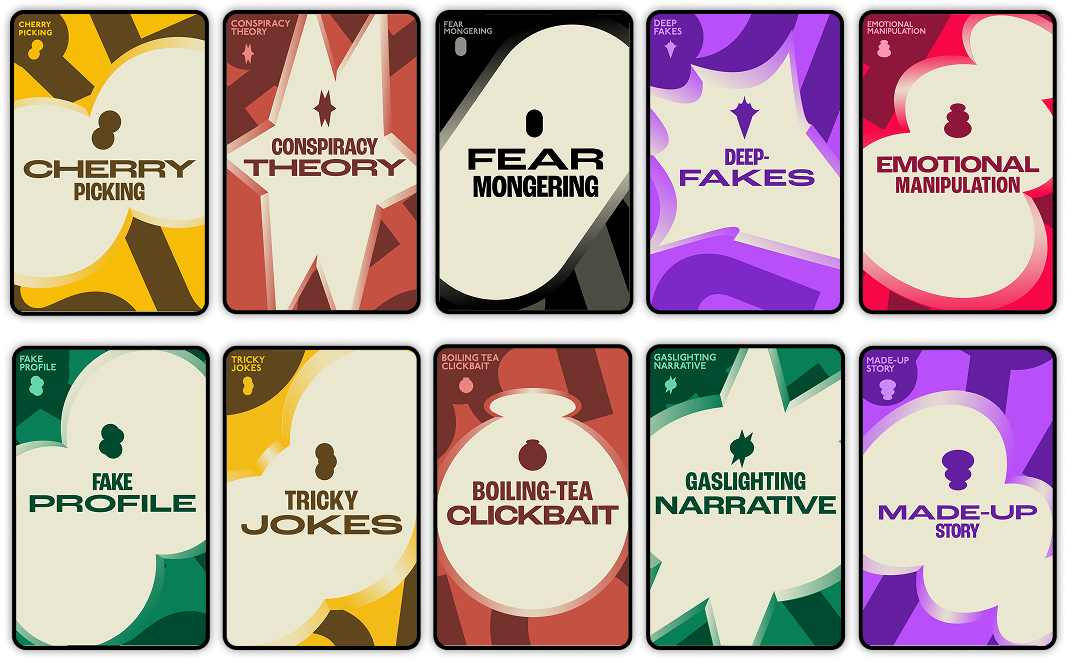 CHERRY
PICKING
CHERRY
PICKING
CONSPIRACY
THEORY
CONSPIRACY
THEORY
FEAR
MONGERING
FEAR
MONGERING
DEEP
FAKES
DEEP-
FAKES
EMOTIONAL
MANIPULATION
EMOTIONAL
MANIPULATION
FAKE
PROFILE
FAKE
PROFILE
TRICKY
JOKES
TRICKY
JOKES
BOILING TEA
CLICKBAIT
BOILING-TEA
CLICKBAIT
GASLIGHTING
NARRATIVE
GASLIGHTING
NARRATIVE
MADE-UP
STORY
MADE-UP
STORY